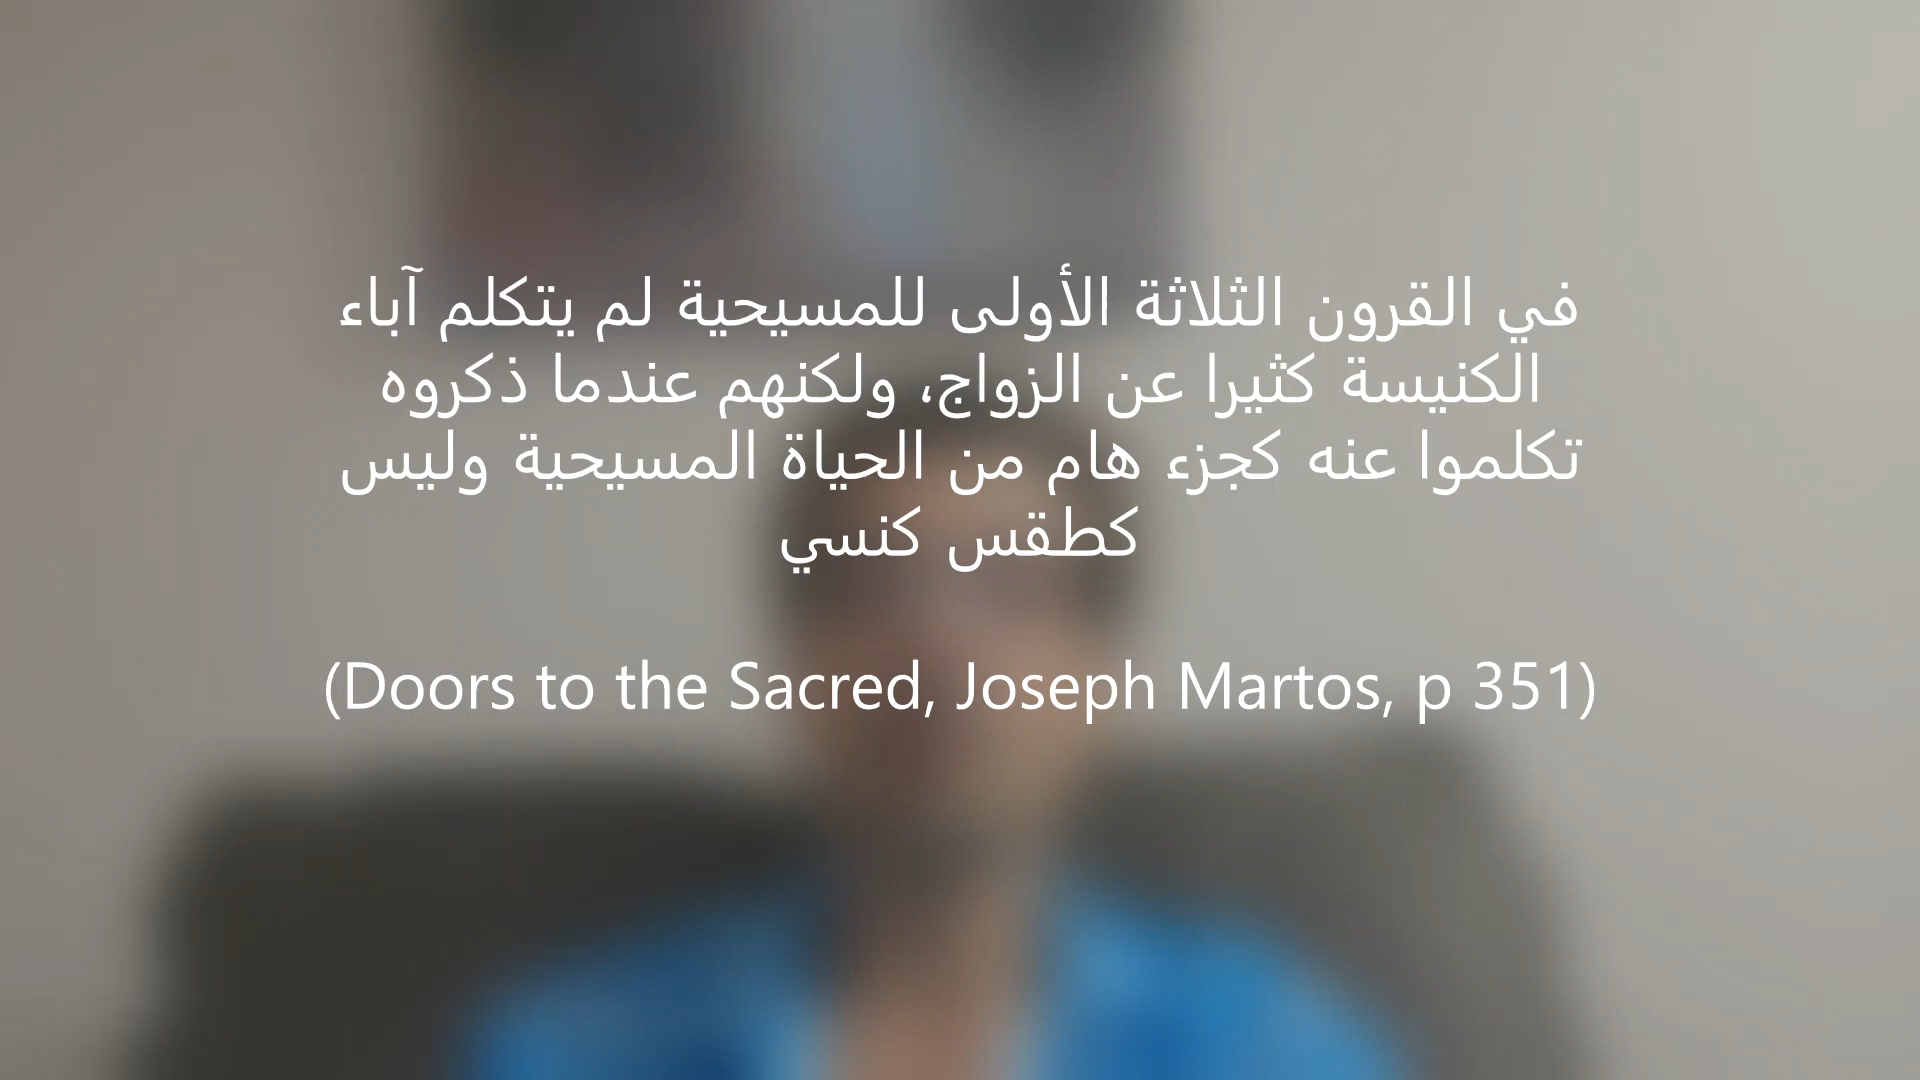 في القرون الثلاثة الأولى للمسيحية لم يتكلم آباء
الكنيسة كثيرا عن الزواج، ولكنهم عندما ذكروه
تكلموا عنه كجزء هام من الحياة المسيحية وليس
كطقس كنسي
(Doors to the Sacred, Joseph Martos, p 351)